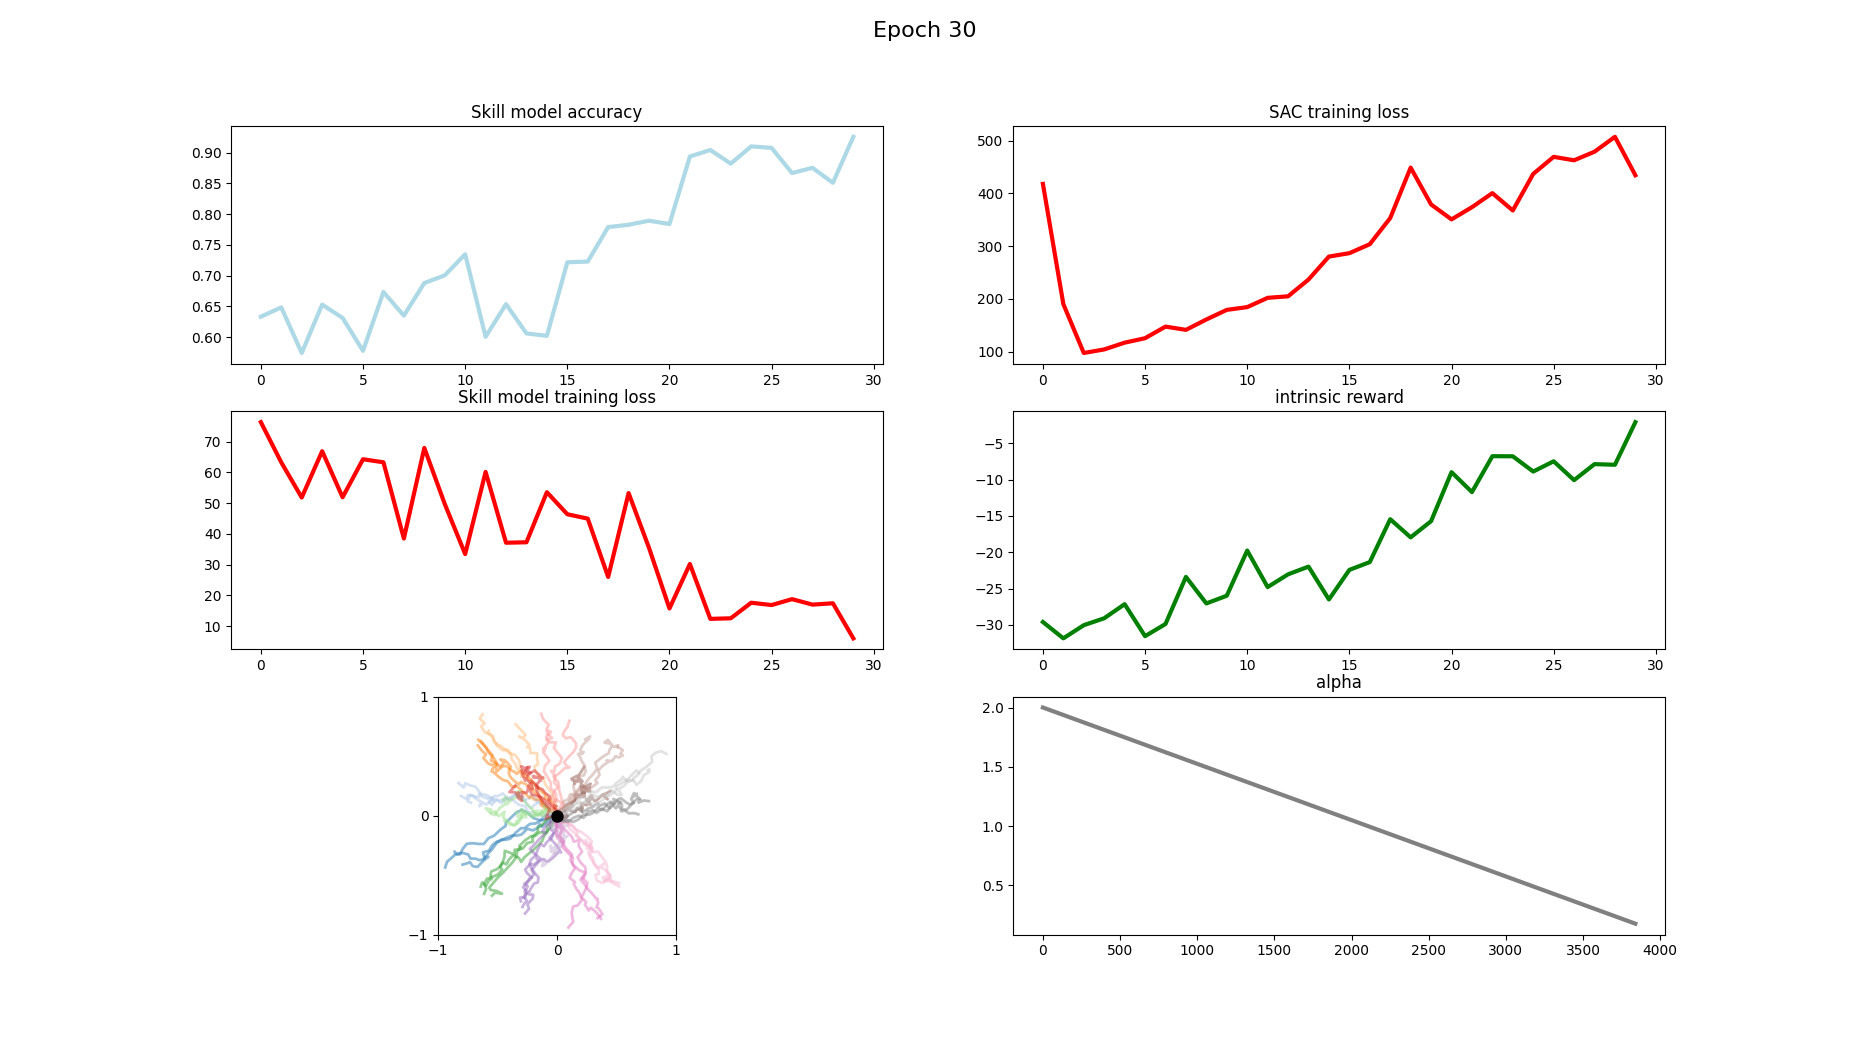 Epoch 30
Skill model accuracy
0.90
0.85
0.80
0.75
0.70
0.65
0.60
0 5 10 15 20 25 30
SAC training loss
500
400
300
200
100
0 5 10 15 20 25 30
Skill model training loss
70
60
50
40
30
20
10
0 5 10 15 20 25 30
intrinsic reward
−5
−10
−15
−20
−25
−30
0 5 10 15 20 25 30
1
0
−1
−1 0 1
alpha
2.0
1.5
1.0
0.5
0 500 1000 1500 2000 2500 3000 3500 4000